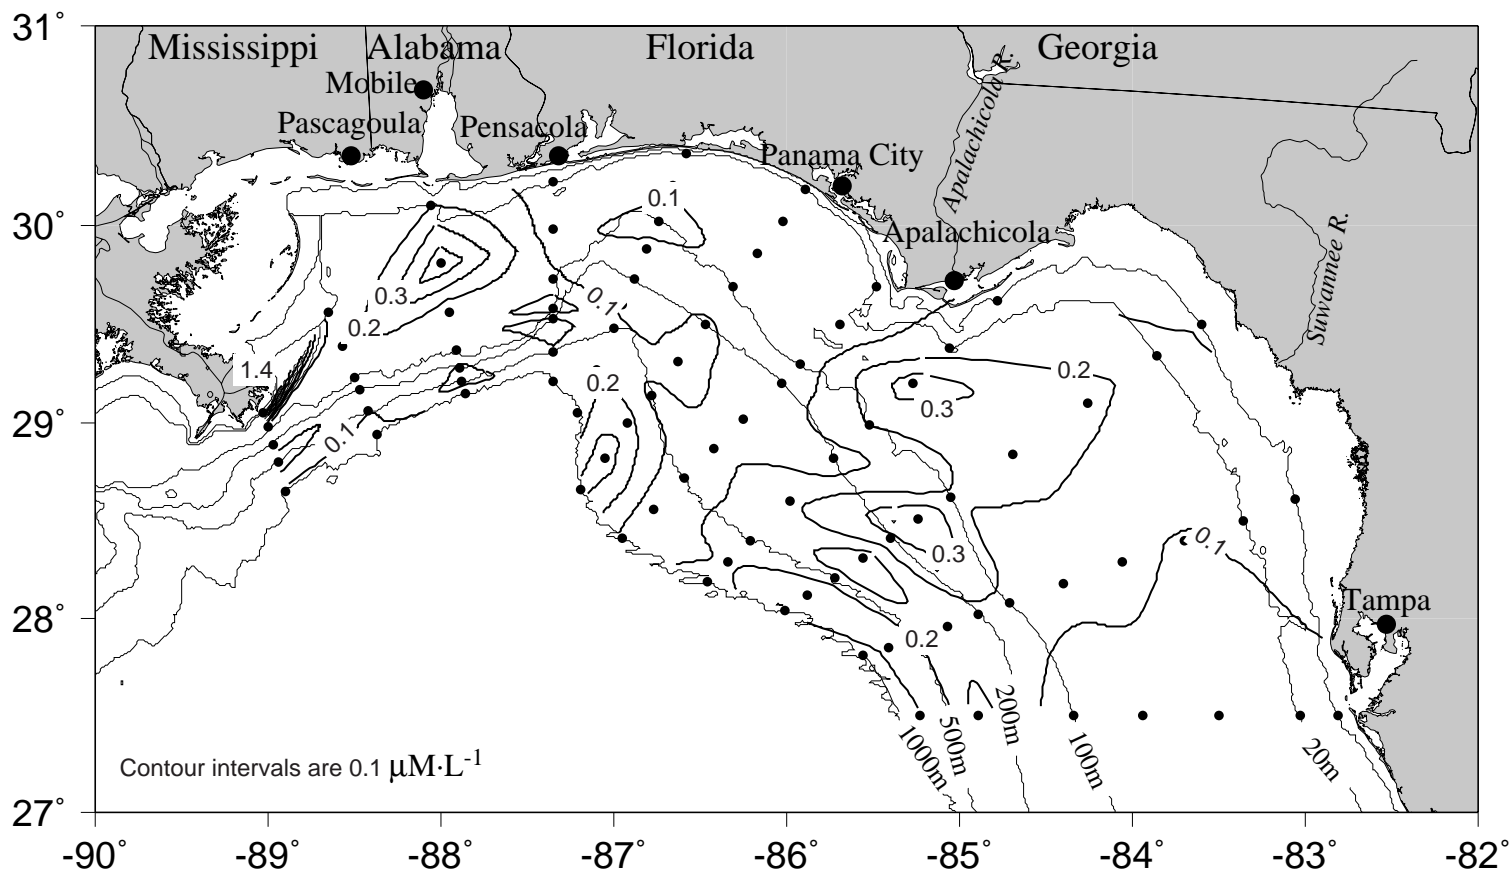 31°
Mississippi Alabama Florida Georgia
Mobile
Apalachicola R.
Pascagoula Pensacola
Panama City
0.1
30°
Apalachicola
Suwannee R.
0.3
0.1
0.2
1.4
0.2
0.2
0.3
29°
0.1
0.1
0.3
28°
Tampa
0.2
200m
500m
1000m
100m
20m
Contour intervals are 0.1 µM·L-1
27°
-90 -89° -88° -87° -86° -85° -84° -83° -82°